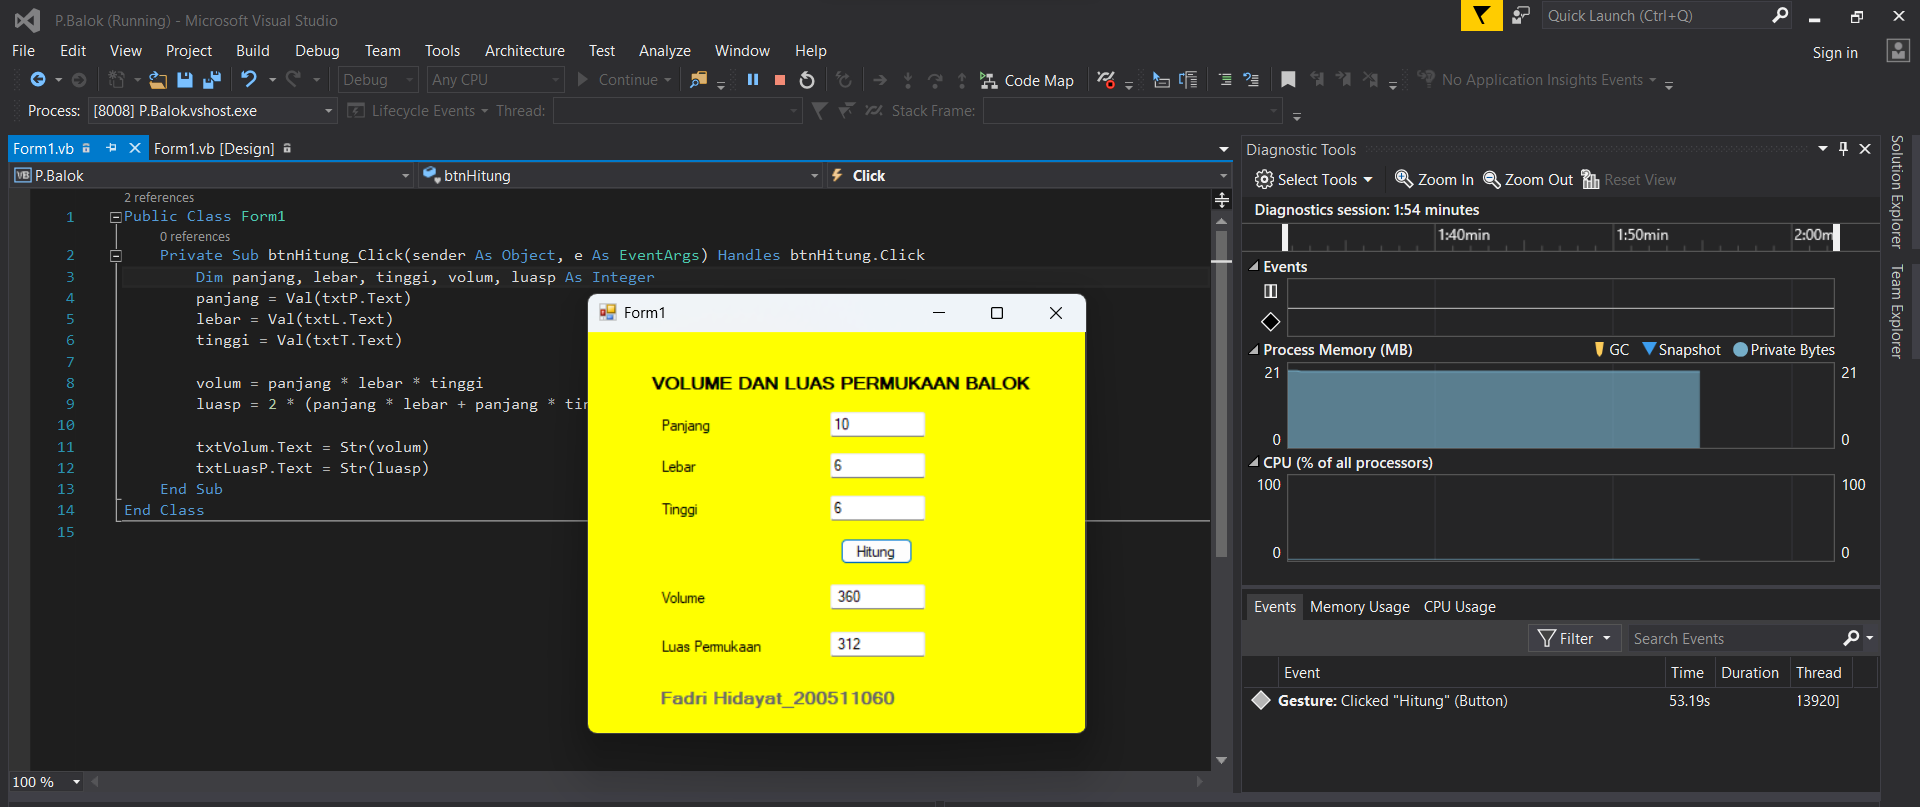 P.Balok (Running) - Microsoft Visual Studio
Quick Launch (Ctrl+Q)
File Edit View Project Build Debug Team Tools Architecture Test Analyze Window Help
Sign in
Debug Any CPU Continue Code Map No Application Insights Events
Process: [8008] P.Balok.vshost.exe Lifecycle Events Thread: Stack Frame:
Form1.vb Form1.vb [Design]
VB P.Balok btnHitung Click
2 references
1 Public Class Form1
0 references
2 Private Sub btnHitung_Click(sender As Object, e As EventArgs) Handles btnHitung.Click
3 Dim panjang, lebar, tinggi, volum, luasp As Integer
4 panjang = Val(txtP.Text)
5 lebar = Val(txtL.Text)
6 tinggi = Val(txtT.Text)
7
8 volum = panjang * lebar * tinggi
9 luasp = 2 * (panjang * lebar + panjang * tin
10
11 txtVolum.Text = Str(volum)
12 txtLuasP.Text = Str(luasp)
13 End Sub
14 End Class
15
100 %
Form1
VOLUME DAN LUAS PERMUKAAN BALOK
Panjang 10
Lebar 6
Tinggi 6
Hitung
Volume 360
Luas Permukaan 312
Fadri Hidayat_200511060
Diagnostic Tools
Select Tools Zoom In Zoom Out Reset View
Diagnostics session: 1:54 minutes
1:40min 1:50min 2:00m
Events
Process Memory (MB) GC Snapshot Private Bytes
21 21
0 0
CPU (% of all processors)
100 100
0 0
Events Memory Usage CPU Usage
Filter Search Events
Event Time Duration Thread
Gesture: Clicked "Hitung" (Button) 53.19s 13920]
Solution Explorer
Team Explorer